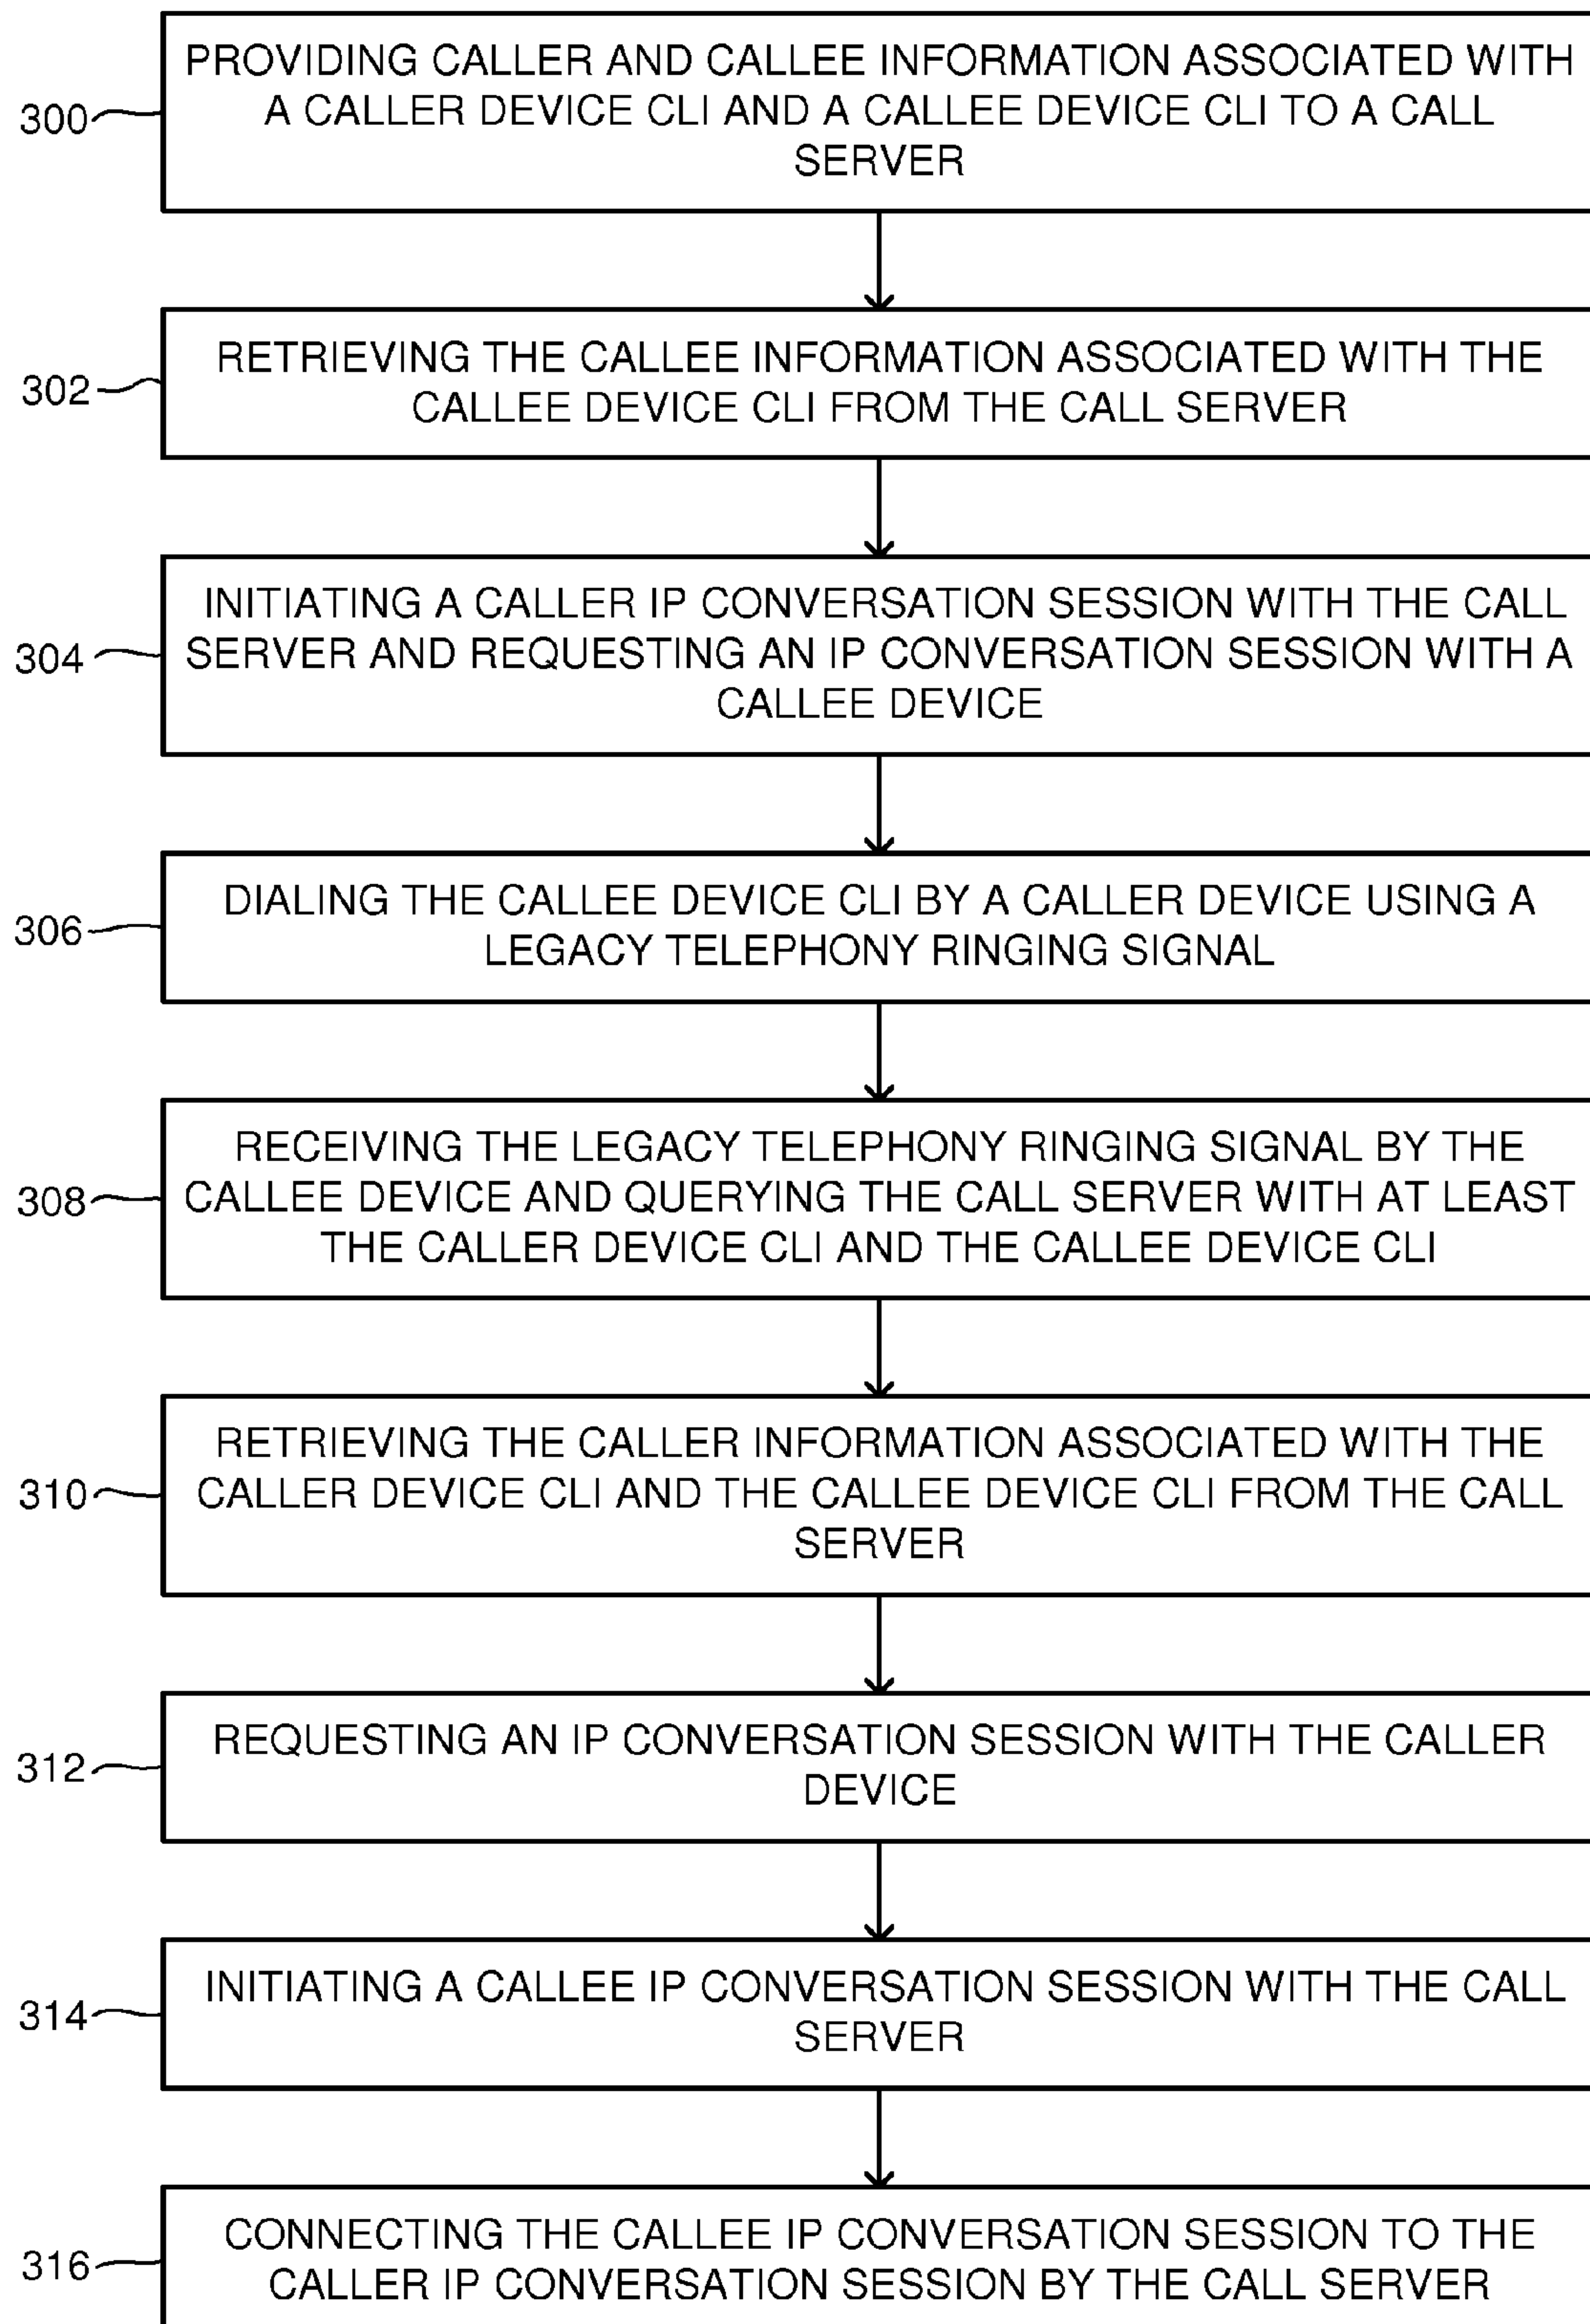 300
PROVIDING CALLER AND CALLEE INFORMATION ASSOCIATED WITH
A CALLER DEVICE CLI AND A CALLEE DEVICE CLI TO A CALL
SERVER
302
RETRIEVING THE CALLEE INFORMATION ASSOCIATED WITH THE
CALLEE DEVICE CLI FROM THE CALL SERVER
304
INITIATING A CALLER IP CONVERSATION SESSION WITH THE CALL
SERVER AND REQUESTING AN IP CONVERSATION SESSION WITH A
CALLEE DEVICE
306
DIALING THE CALLEE DEVICE CLI BY A CALLER DEVICE USING A
LEGACY TELEPHONY RINGING SIGNAL
308
RECEIVING THE LEGACY TELEPHONY RINGING SIGNAL BY THE
CALLEE DEVICE AND QUERYING THE CALL SERVER WITH AT LEAST
THE CALLER DEVICE CLI AND THE CALLEE DEVICE CLI
310
RETRIEVING THE CALLER INFORMATION ASSOCIATED WITH THE
CALLER DEVICE CLI AND THE CALLEE DEVICE CLI FROM THE CALL
SERVER
312
REQUESTING AN IP CONVERSATION SESSION WITH THE CALLER
DEVICE
314
INITIATING A CALLEE IP CONVERSATION SESSION WITH THE CALL
SERVER
316
CONNECTING THE CALLEE IP CONVERSATION SESSION TO THE
CALLER IP CONVERSATION SESSION BY THE CALL SERVER